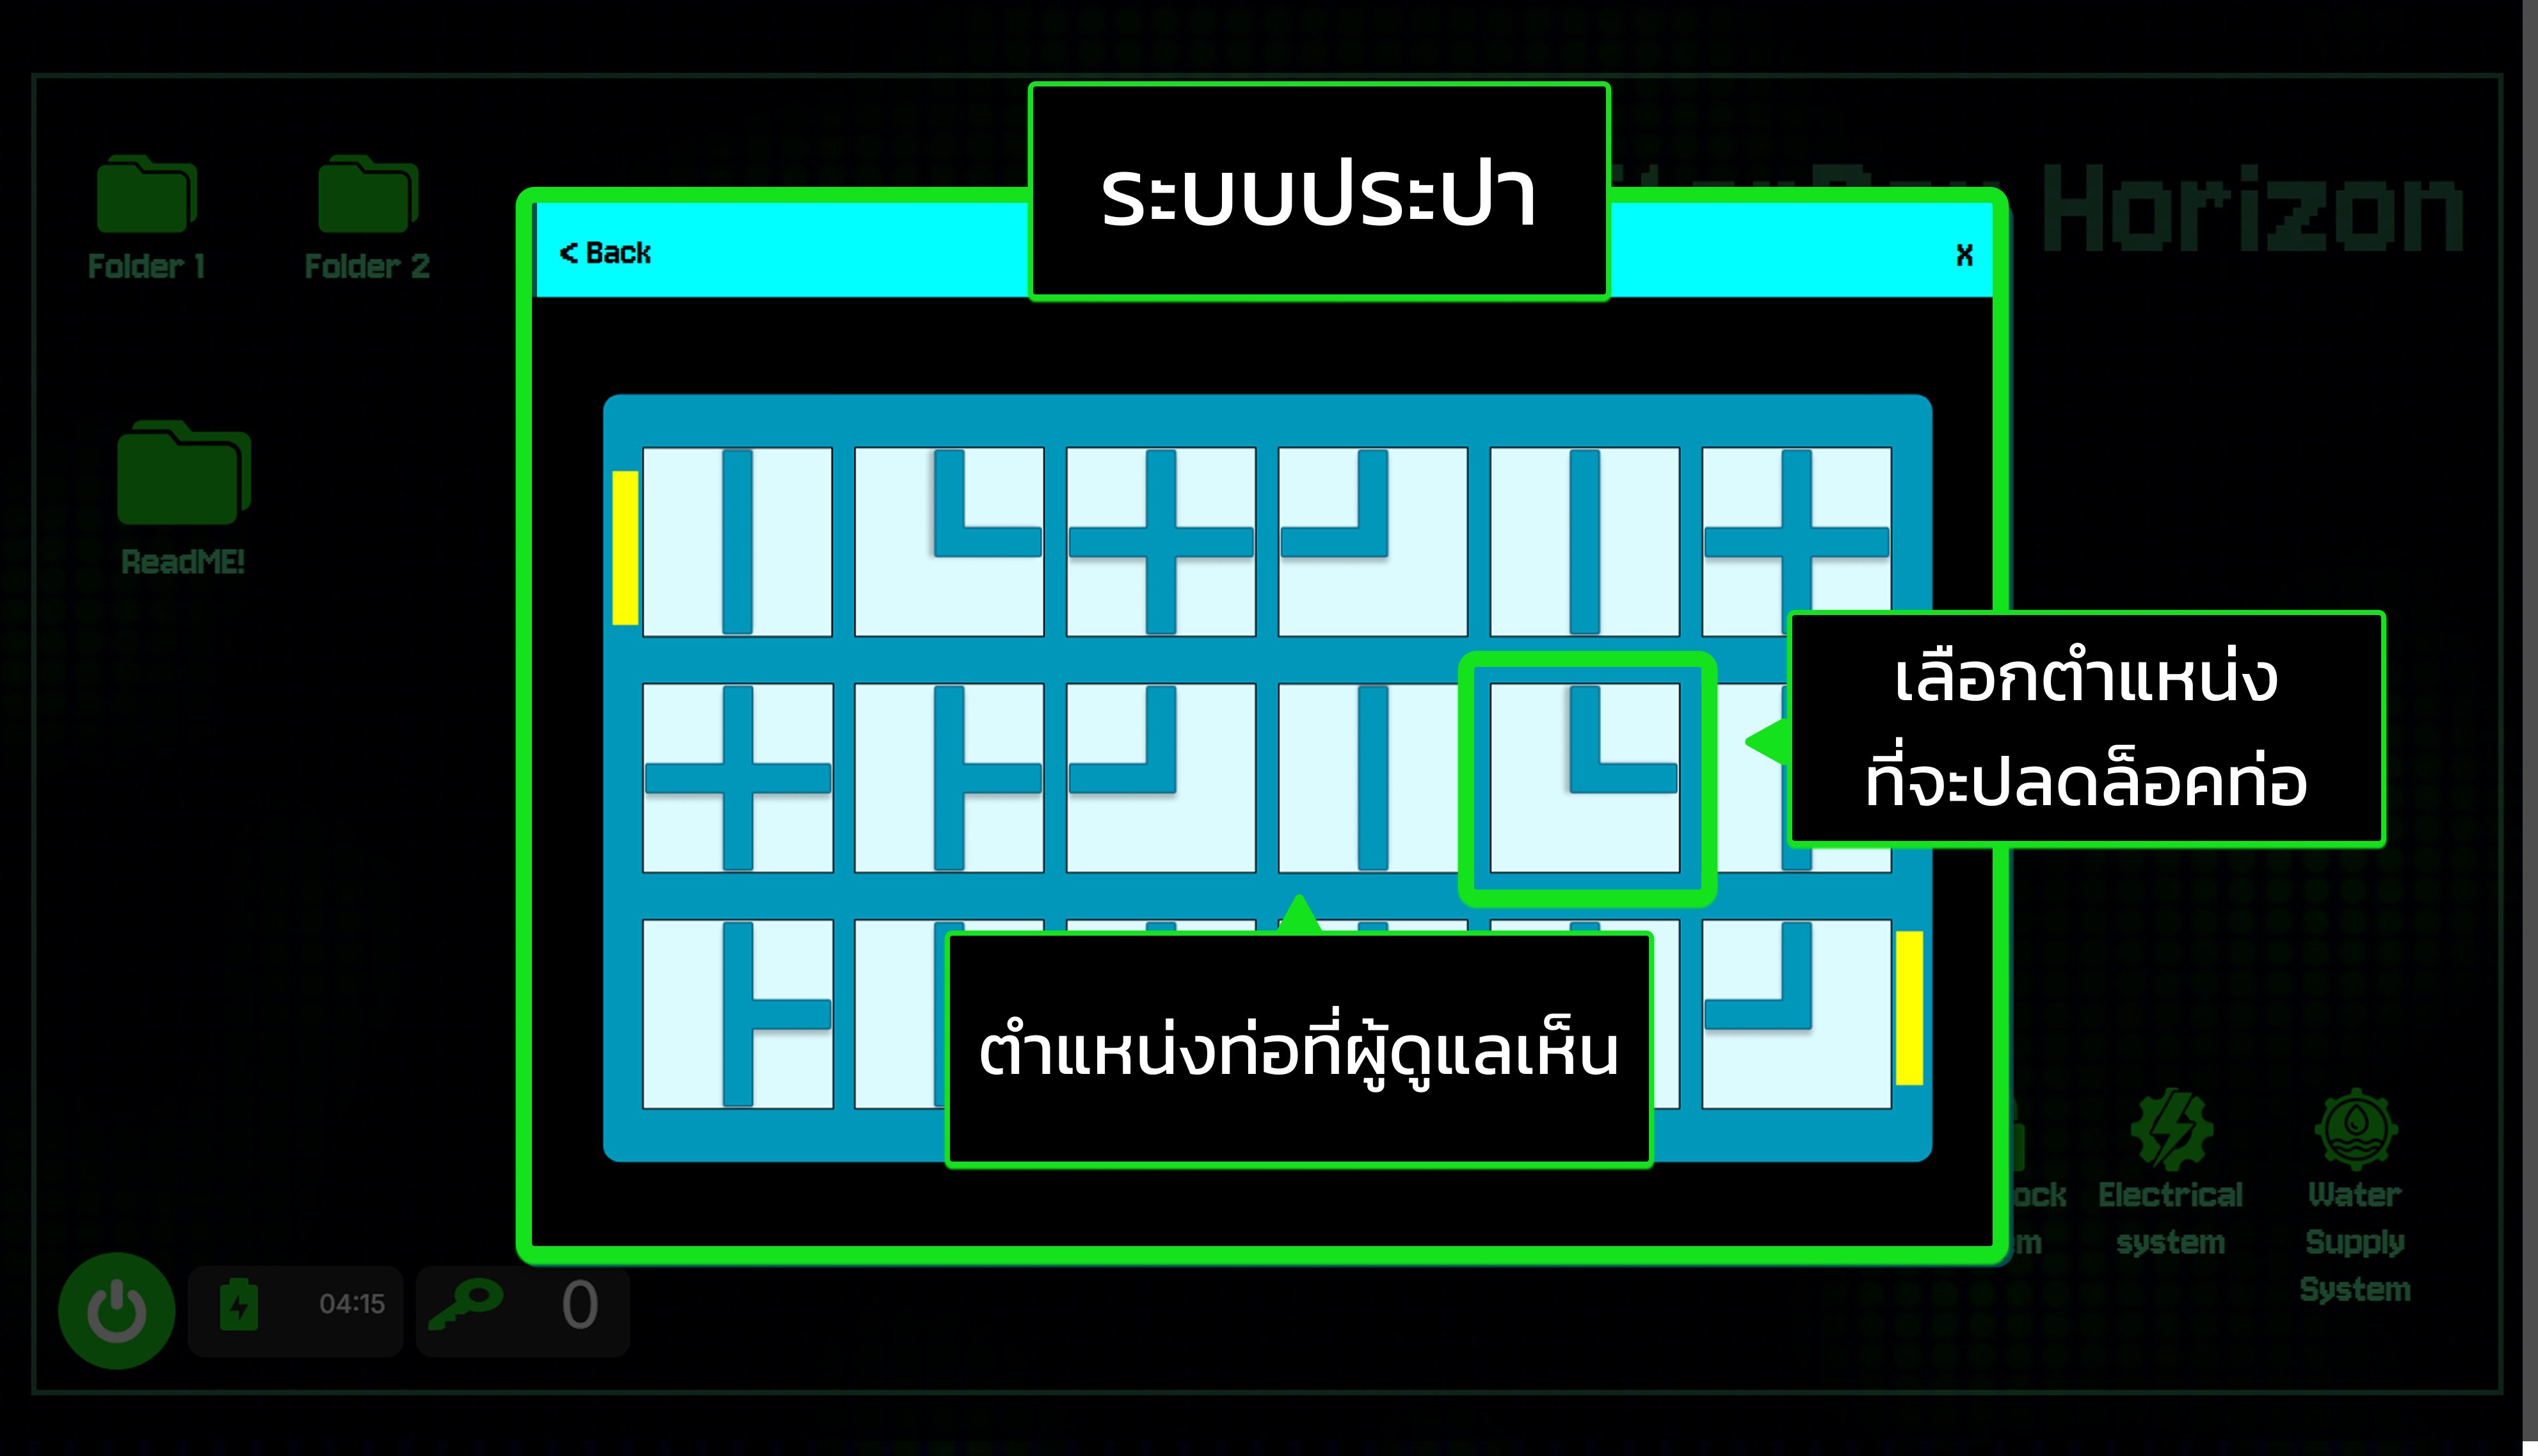 ระบบประปา
Horizon
Folder 1
Folder 2
< Back
x
ReadME!
เลือกตำแหน่ง
ที่จะปลดล็อคท่อ
ตำแหน่งท่อที่ผู้ดูแลเห็น
Electrical
system
Water
Supply
System
04:15
0